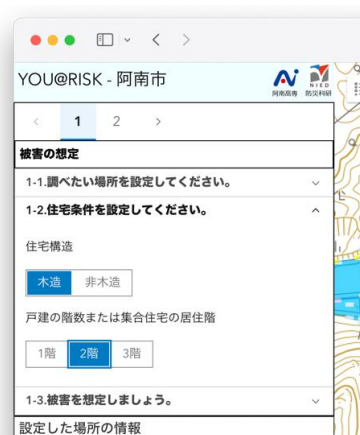 YOU@RISK - 阿南市
阿南高専
NIED
防災科研
1 2
被害の想定
1-1.調べたい場所を設定してください。
1-2.住宅条件を設定してください。
住宅構造
木造 非木造
戸建の階数または集合住宅の居住階
1階 2階 3階
1-3.被害を想定しましょう。
設定した場所の情報